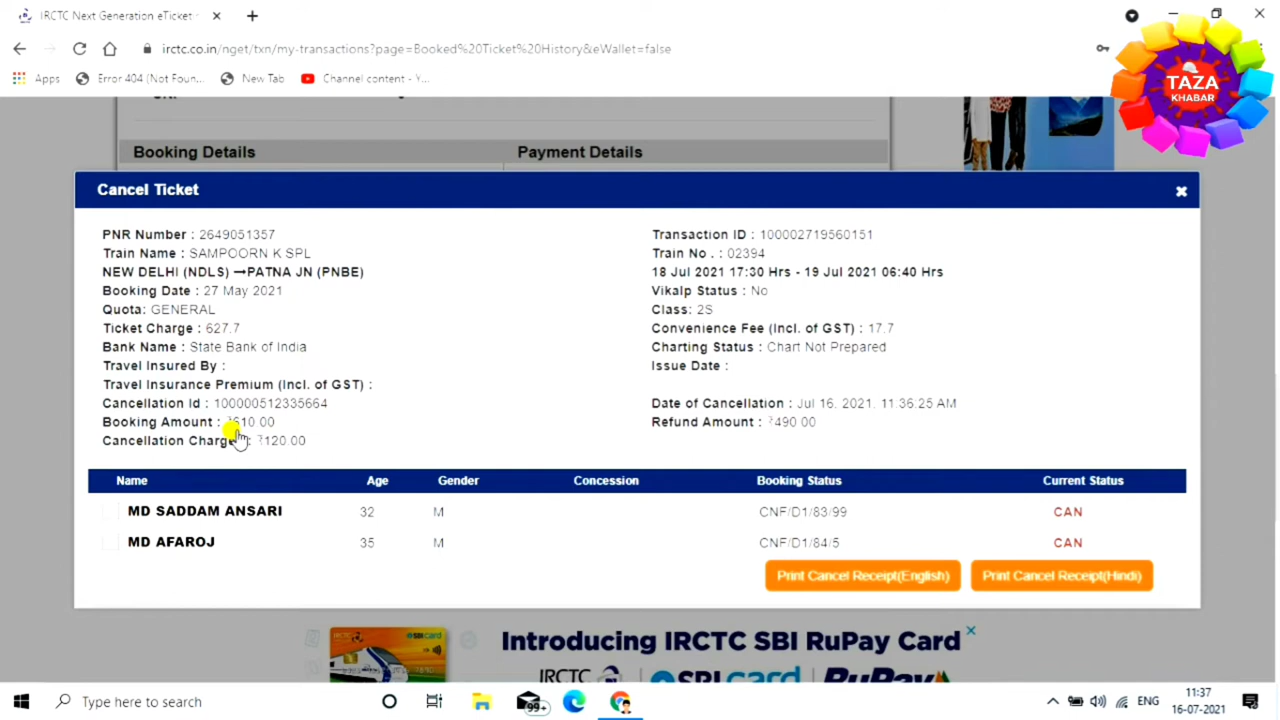 IRCTC Next Generation eTicket
irctc.co.in/nget/txn/my-transactions?page=Booked%20Ticket%20History&eWallet=false
Apps Error 404 (Not Foun... New Tab Channel content - Y...
TAZA
KHABAR
Booking Details Payment Details
Cancel Ticket
PNR Number : 2649051357 Transaction ID : 100002719560151
Train Name : SAMPOORN K SPL Train No . : 02394
NEW DELHI (NDLS) →PATNA JN (PNBE) 18 Jul 2021 17:30 Hrs - 19 Jul 2021 06:40 Hrs
Booking Date : 27 May 2021 Vikalp Status : No
Quota: GENERAL Class: 2S
Ticket Charge : 627.7 Convenience Fee (Incl. of GST) : 17.7
Bank Name : State Bank of India Charting Status : Chart Not Prepared
Travel Insured By : Issue Date :
Travel Insurance Premium (Incl. of GST) :
Cancellation Id : 100000512335664 Date of Cancellation : Jul 16, 2021, 11:36:25 AM
Booking Amount : ₹610.00 Refund Amount : ₹490.00
Cancellation Charge : ₹120.00
Name Age Gender Concession Booking Status Current Status
MD SADDAM ANSARI 32 M CNF/D1/83/99 CAN
MD AFAROJ 35 M CNF/D1/84/5 CAN
Print Cancel Receipt(English) Print Cancel Receipt(Hindi)
Introducing IRCTC SBI RuPay Card
IRCTC SBI card RuPay
Type here to search 99+ ENG 11:37
16-07-2021